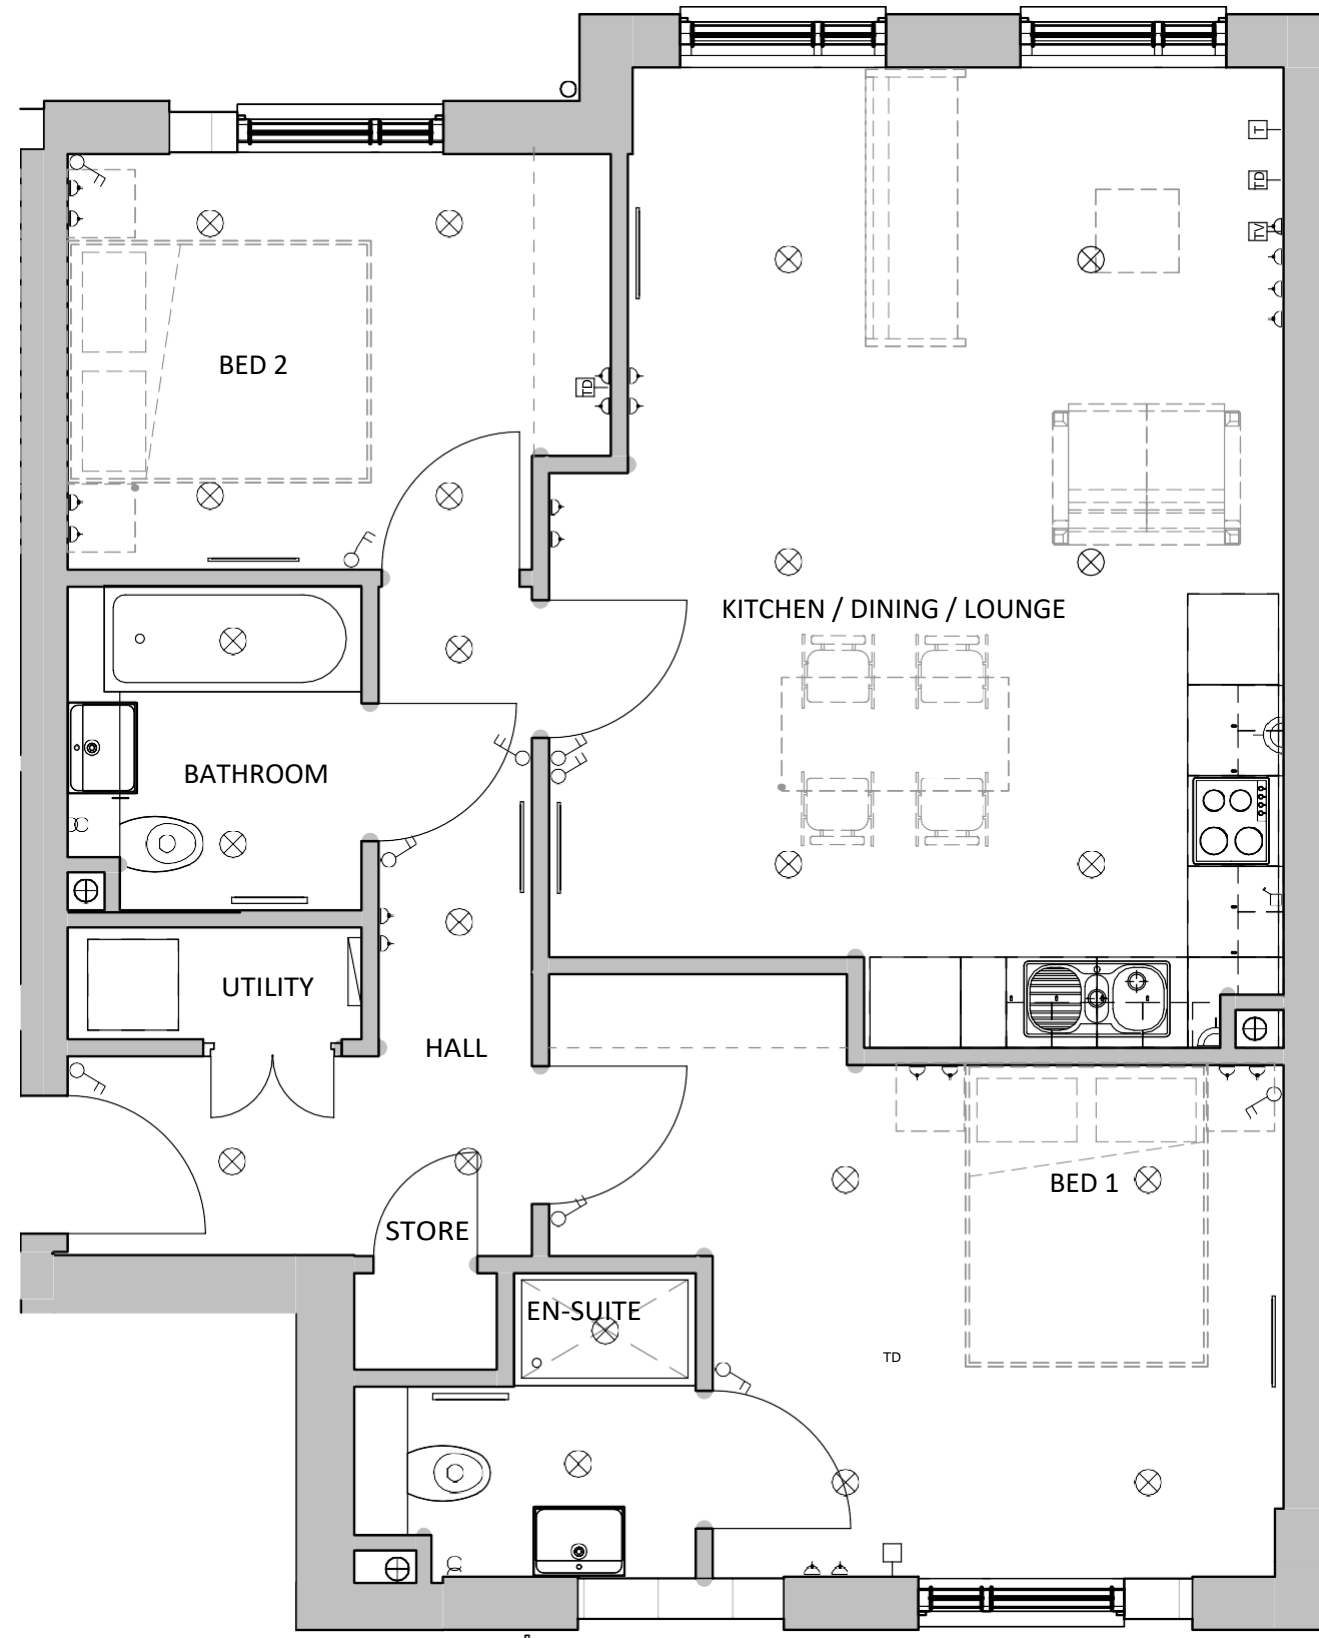 T
TD
TV
BED 2
TD
KITCHEN / DINING / LOUNGE
BATHROOM
UTILITY
HALL
BED 1
STORE
EN-SUITE
TD